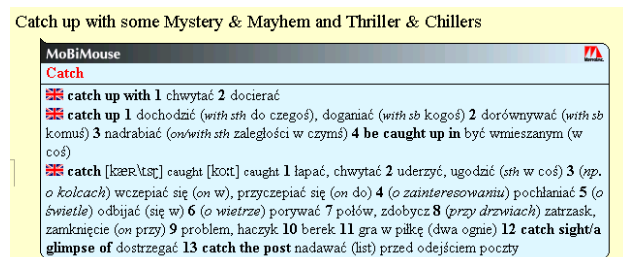 Catch up with some Mystery & Mayhem and Thriller & Chillers
MoBiMouse
Catch
catch up with 1 chwytać 2 docierać
catch up 1 dochodzić (with sth do czegoś), doganiać (with sb kogoś) 2 dorównywać (with sb
komuś) 3 nadrabiać (on/with sth zaległości w czymś) 4 be caught up in być wmieszanym (w
coś)
catch caught caught 1 łapać, chwytać 2 uderzyć, ugodzić (sth w coś) 3 (np.
o kolcach) wczepiać się (on w), przyczepiać się (on do) 4 (o zainteresowaniu) pochłaniać 5 (o
świetle) odbijać (się w) 6 (o wietrze) porywać 7 połów, zdobycz 8 (przy drzwiach) zatrzask,
zamknięcie (on przy) 9 problem, haczyk 10 berek 11 gra w piłkę (dwa ognie) 12 catch sight/a
glimpse of dostrzegać 13 catch the post nadawać (list) przed odejściem poczty